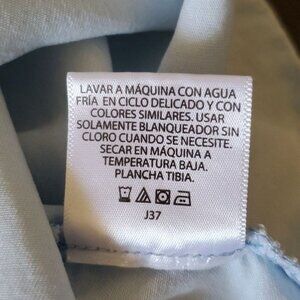 LAVAR A MÁQUINA CON AGUA
FRÍA EN CICLO DELICADO Y CON
COLORES SIMILARES. USAR
SOLAMENTE BLANQUEADOR SIN
CLORO CUANDO SE NECESITE.
SECAR EN MÁQUINA A
TEMPERATURA BAJA.
PLANCHA TIBIA.
J37